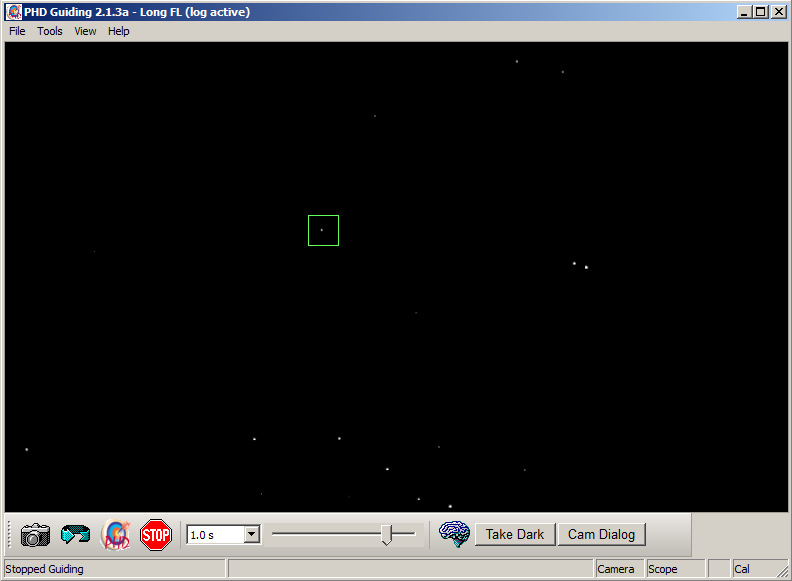 PHD Guiding 2.1.3a - Long FL (log active)
File Tools View Help
PHD STOP 1.0 s Take Dark Cam Dialog
Stopped Guiding Camera Scope Cal